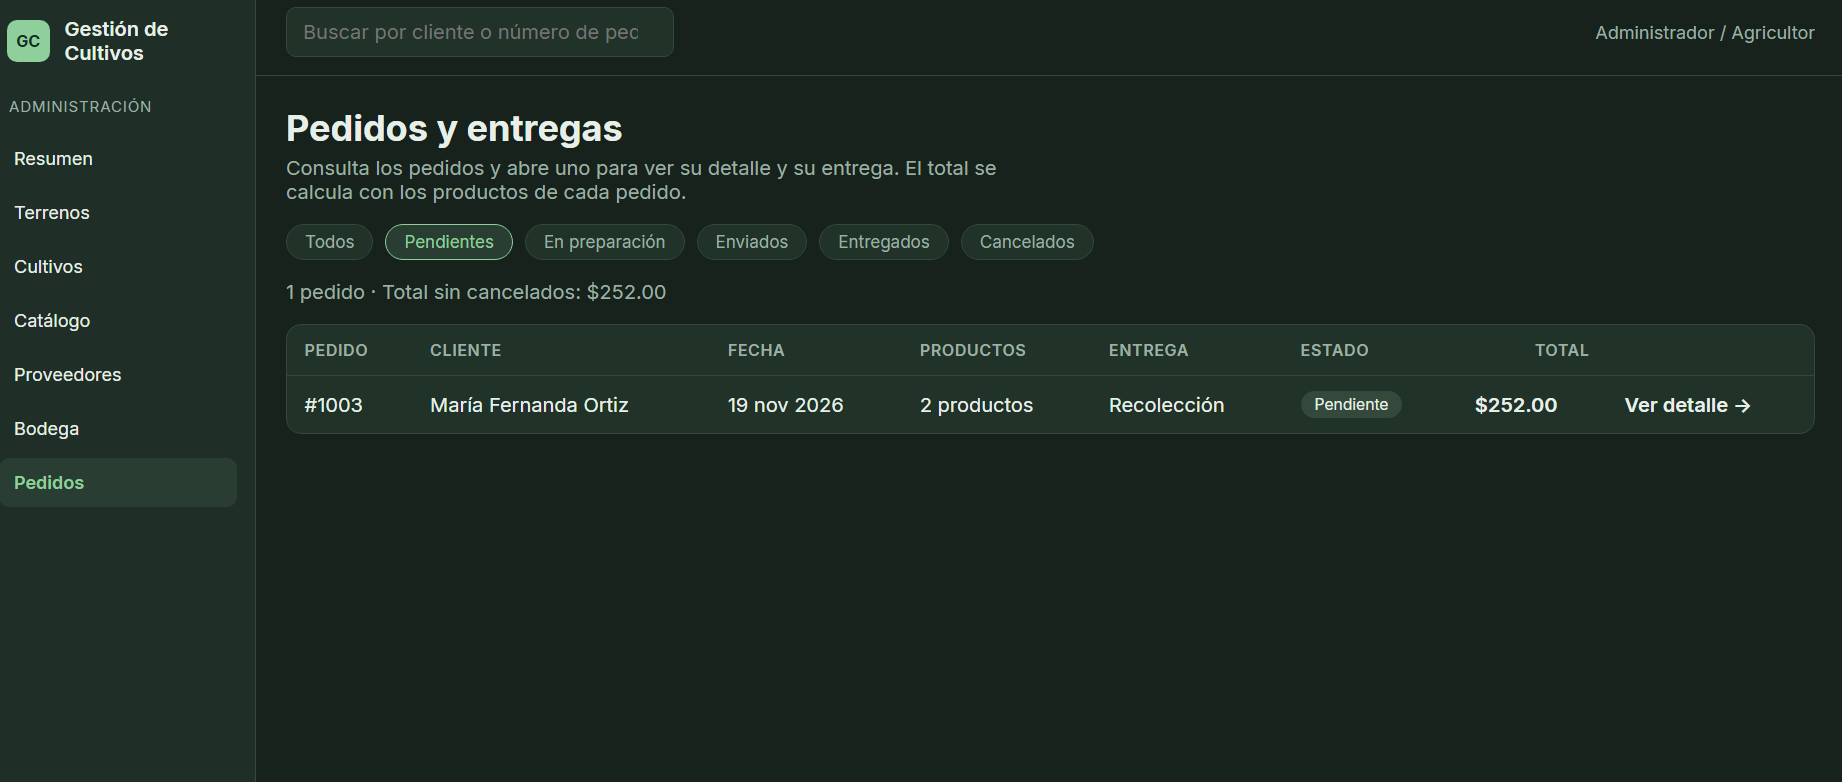 GC
Gestión de
Cultivos
ADMINISTRACIÓN
Resumen
Terrenos
Cultivos
Catálogo
Proveedores
Bodega
Pedidos
Buscar por cliente o número de ped
Administrador / Agricultor
Pedidos y entregas
Consulta los pedidos y abre uno para ver su detalle y su entrega. El total se
calcula con los productos de cada pedido.
Todos Pendientes En preparación Enviados Entregados Cancelados
1 pedido · Total sin cancelados: $252.00
PEDIDO CLIENTE FECHA PRODUCTOS ENTREGA ESTADO TOTAL
#1003 María Fernanda Ortiz 19 nov 2026 2 productos Recolección Pendiente $252.00 Ver detalle →